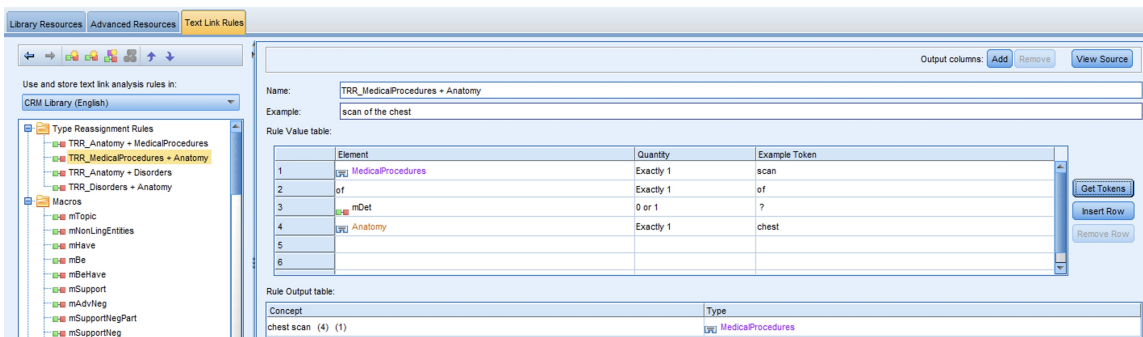 Library Resources Advanced Resources Text Link Rules
Output columns: Add Remove View Source
Use and store text link analysis rules in:
CRM Library (English)
Type Reassignment Rules
TRR_Anatomy + MedicalProcedures
TRR_MedicalProcedures + Anatomy
TRR_Anatomy + Disorders
TRR_Disorders + Anatomy
Macros
mTopic
mNonLingEntities
mHave
mBe
mBeHave
mSupport
mAdvNeg
mSupportNegPart
mSupportNeg
Name: TRR_MedicalProcedures + Anatomy
Example: scan of the chest
Rule Value table:
Element Quantity Example Token
1 MedicalProcedures Exactly 1 scan
2 of Exactly 1 of
3 mDet 0 or 1 ?
4 Anatomy Exactly 1 chest
5
6
Get Tokens
Insert Row
Remove Row
Rule Output table:
Concept Type
chest scan (4) (1) MedicalProcedures